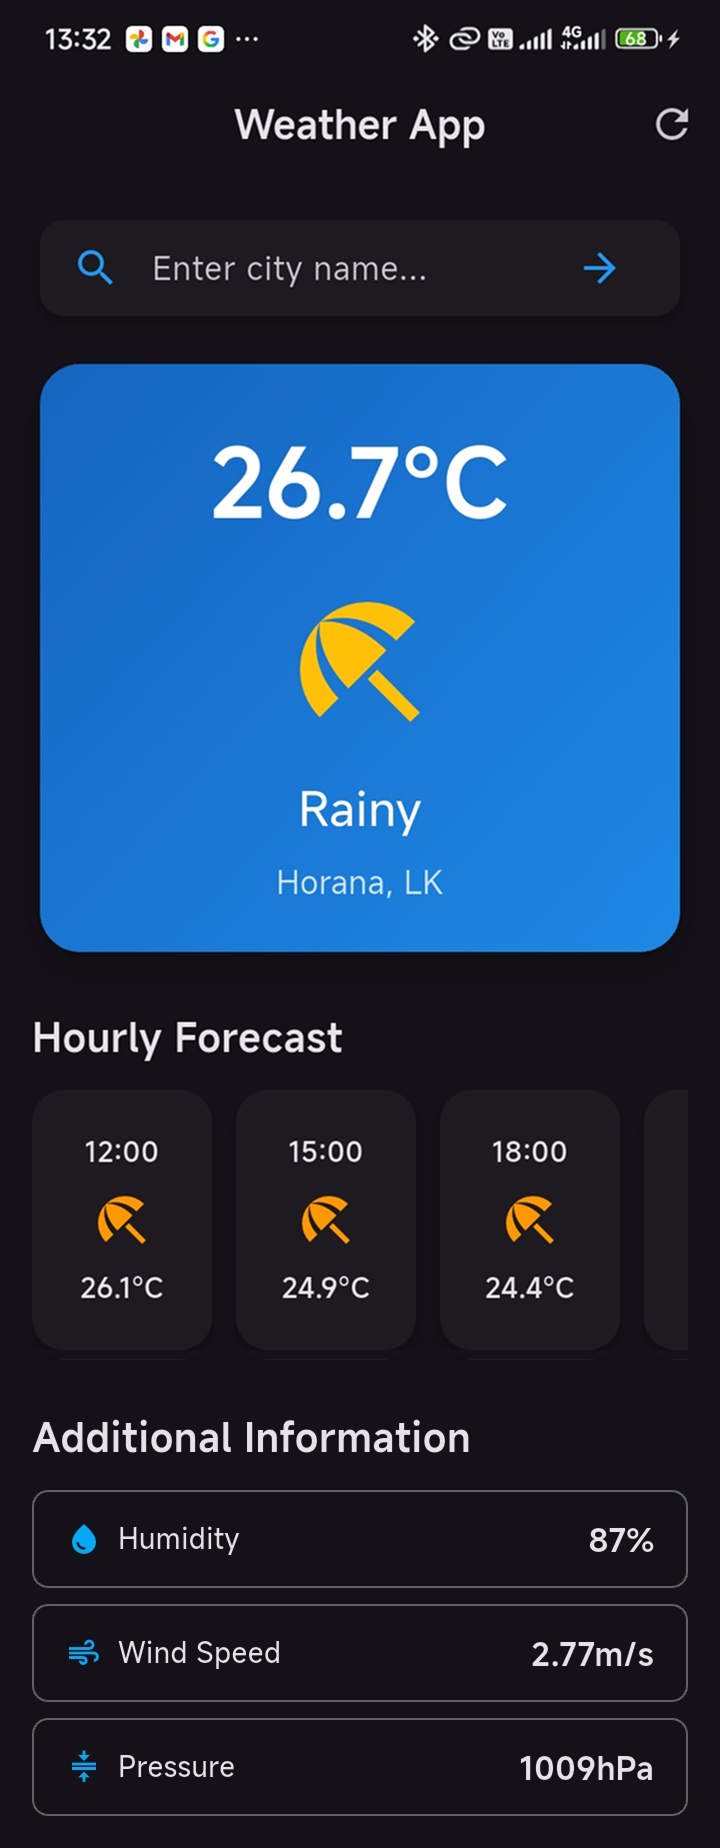 13:32 ... Vo LTE 4G 68
Weather App
Enter city name...
26.7°C
Rainy
Horana, LK
Hourly Forecast
12:00 15:00 18:00
26.1°C 24.9°C 24.4°C
Additional Information
Humidity 87%
Wind Speed 2.77m/s
Pressure 1009hPa